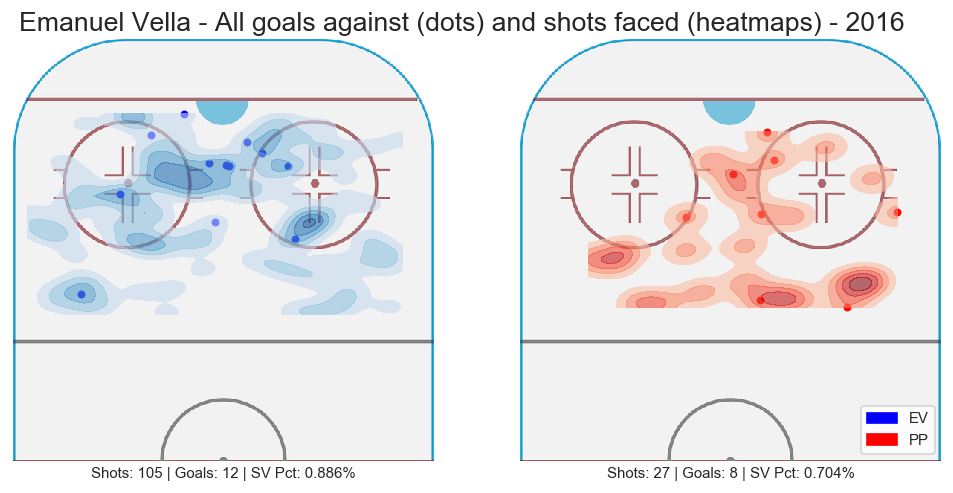 Emanuel Vella - All goals against (dots) and shots faced (heatmaps) - 2016
EV
PP
Shots: 105 | Goals: 12 | SV Pct: 0.886%
Shots: 27 | Goals: 8 | SV Pct: 0.704%